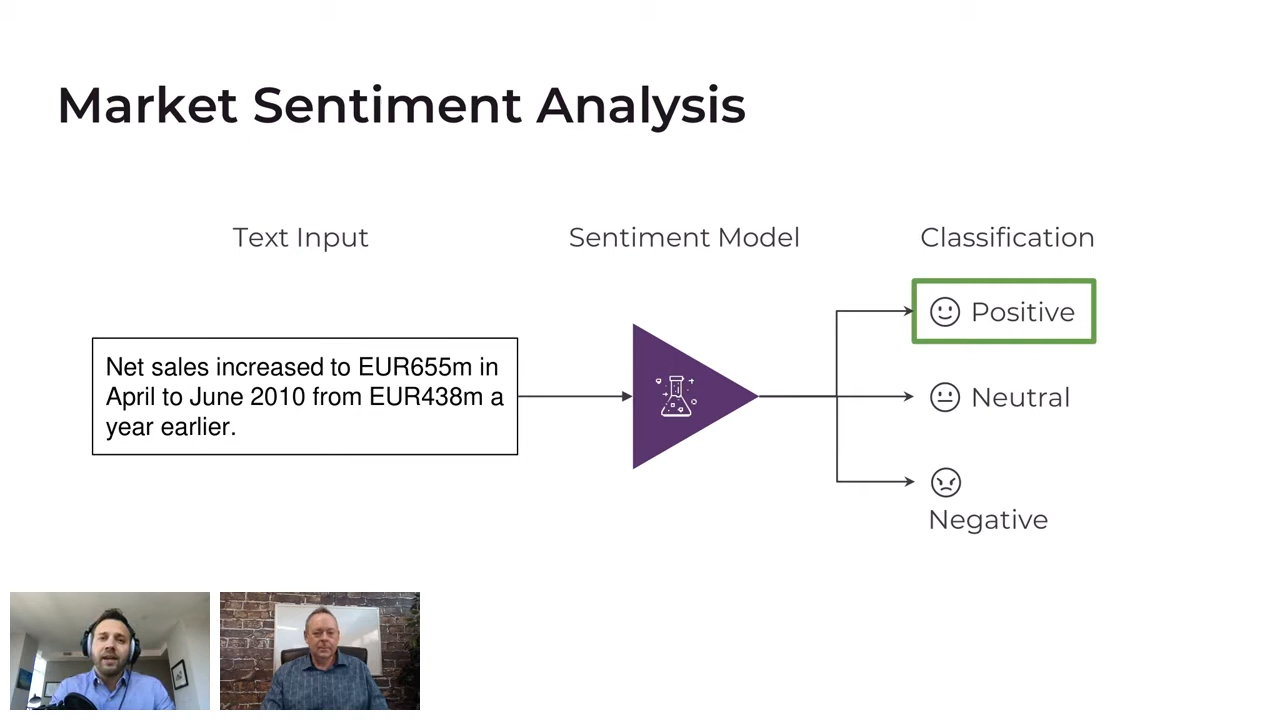 Market Sentiment Analysis
Text Input
Sentiment Model
Classification
Net sales increased to EUR655m in
April to June 2010 from EUR438m a
year earlier.
Positive
Neutral
Negative